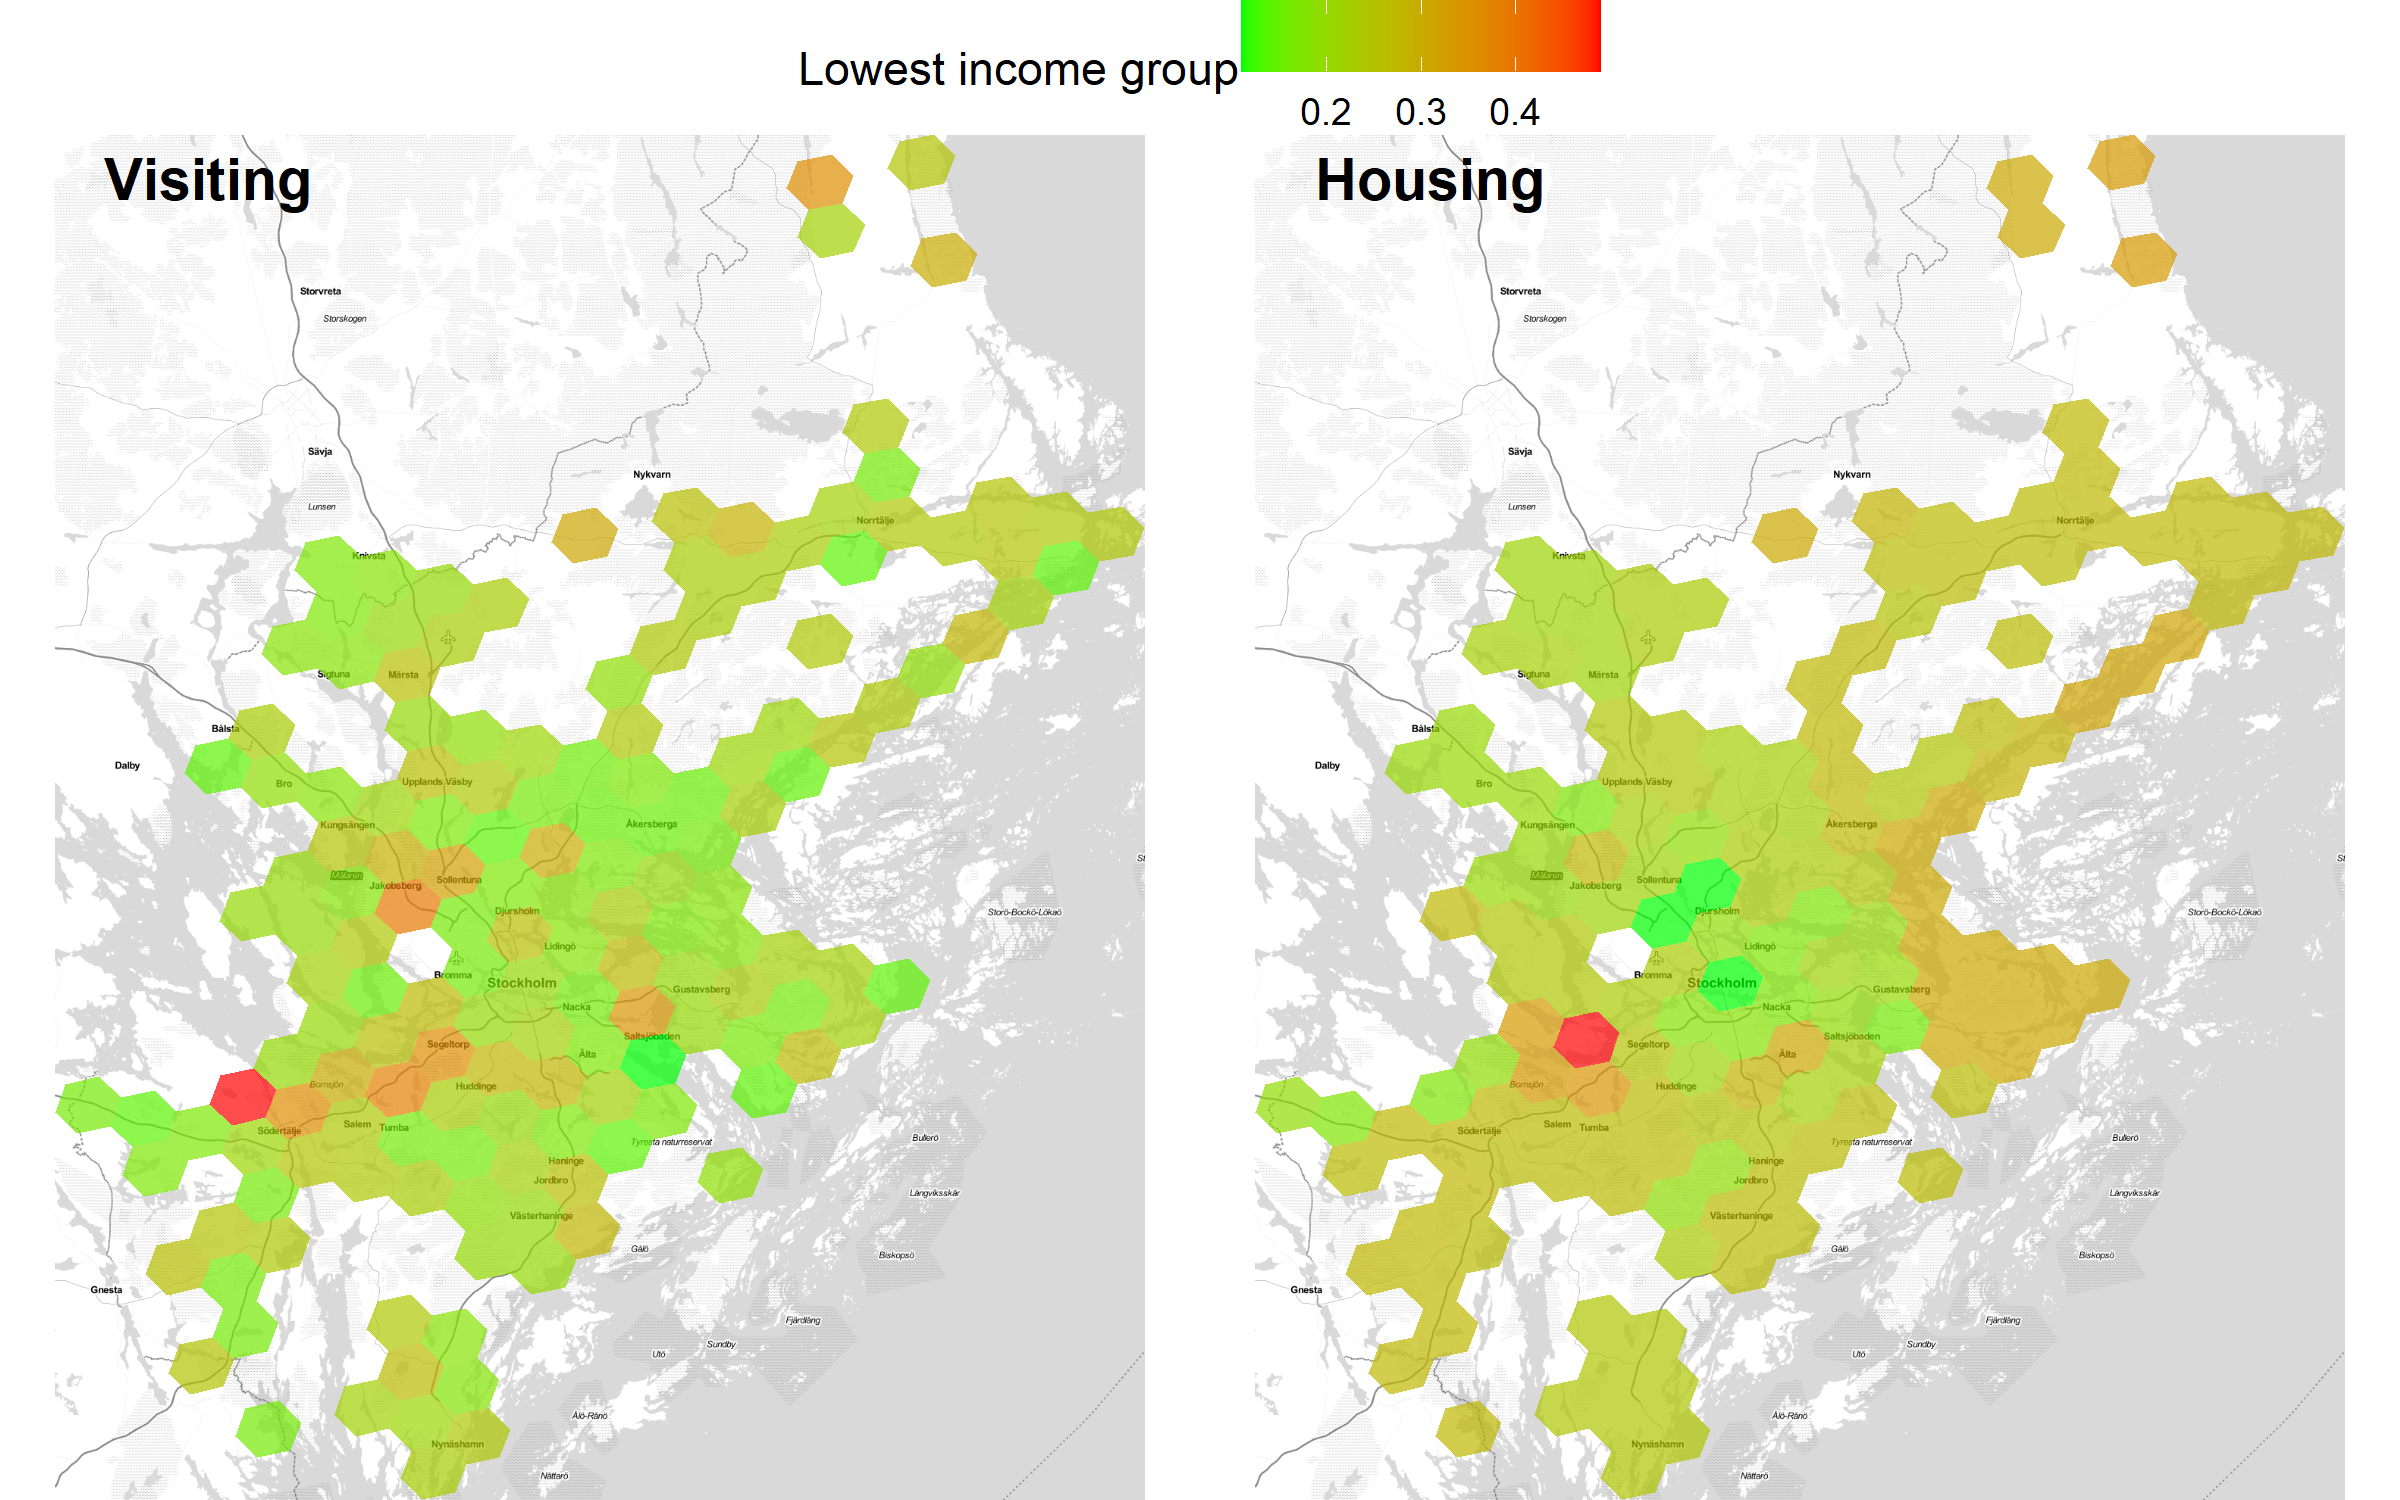 Lowest income group
0.2 0.3 0.4
Visiting
Storvreta
Storskogen
Sävja
Nykvarn
Lunsen
Norrtälje
Knivsta
Sigtuna
Märsta
Bålsta
Dalby
Bro
Upplands Väsby
Kungsängen
Åkersberga
Mälaren
Jakobsberg
Sollentuna
Djursholm
Storö-Bockö-Lökaö
Lidingö
Bromma
Stockholm
Gustavsberg
Nacka
Saltsjöbaden
Segeltorp
Älta
Bornsjön
Huddinge
Södertälje
Salem
Tumba
Tyresta naturreservat
Bullerö
Haninge
Jordbro
Långviksskär
Västerhaninge
Gålö
Biskopsö
Gnesta
Fjärdlång
Sundby
Utö
Ålö-Rånö
Nynäshamn
Nåttarö
Housing
Storvreta
Storskogen
Sävja
Nykvarn
Lunsen
Norrtälje
Knivsta
Sigtuna
Märsta
Bålsta
Dalby
Bro
Upplands Väsby
Kungsängen
Åkersberga
Mälaren
Jakobsberg
Sollentuna
Djursholm
Storö-Bockö-Lökaö
Lidingö
Bromma
Stockholm
Gustavsberg
Nacka
Saltsjöbaden
Segeltorp
Älta
Bornsjön
Huddinge
Södertälje
Salem
Tumba
Tyresta naturreservat
Bullerö
Haninge
Jordbro
Långviksskär
Västerhaninge
Gålö
Biskopsö
Gnesta
Fjärdlång
Sundby
Utö
Ålö-Rånö
Nynäshamn
Nåttarö